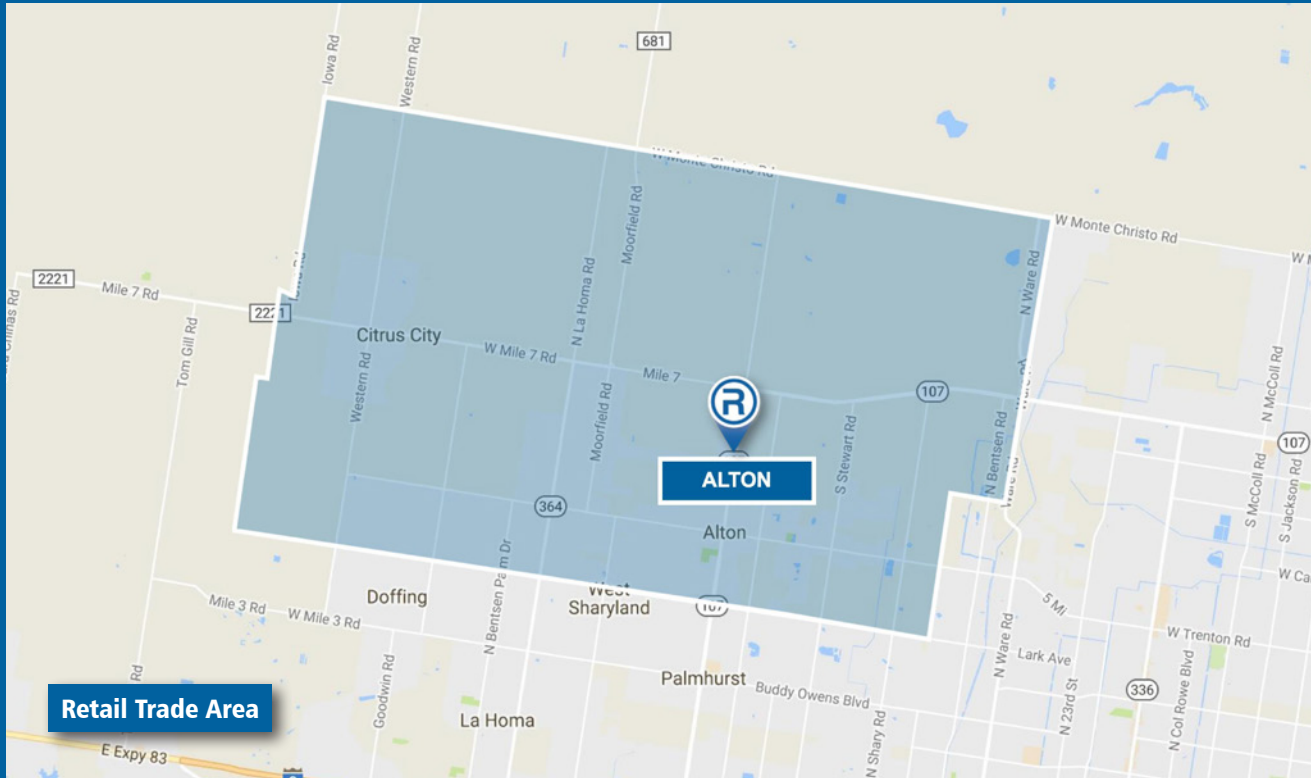 Iowa Rd
Western Rd
681
W Monte Christo Rd
W Monte Christo Rd
Moorfield Rd
N La Homa Rd
N Ware Rd
2221
Mile 7 Rd
2221
Tom Gill Rd
Citrus City
W Mile 7 Rd
Mile 7
107
Western Rd
Moorfield Rd
R
ALTON
S Stewart Rd
N Bentsen Rd
Ware Rd
N McColl Rd
107
S McColl Rd
S Jackson Rd
364
Alton
N Bentsen Palm Dr
Doffing
West
Sharyland
107
5 Mi
Mile 3 Rd
W Mile 3 Rd
N Ware Rd
W Trenton Rd
Lark Ave
Palmhurst
Buddy Owens Blvd
336
Goodwin Rd
La Homa
N Shary Rd
N 23rd St
N Col Rowe Blvd
Rd
Retail Trade Area
E Expy 83